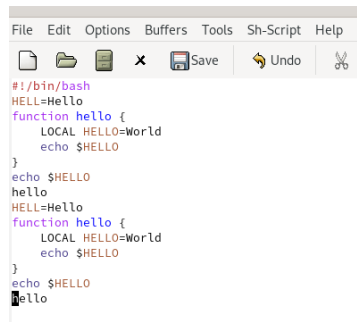 File Edit Options Buffers Tools Sh-Script Help
Save Undo
#!/bin/bash
HELL=Hello
function hello {
    LOCAL HELLO=World
    echo $HELLO
}
echo $HELLO
hello
HELL=Hello
function hello {
    LOCAL HELLO=World
    echo $HELLO
}
echo $HELLO
hello